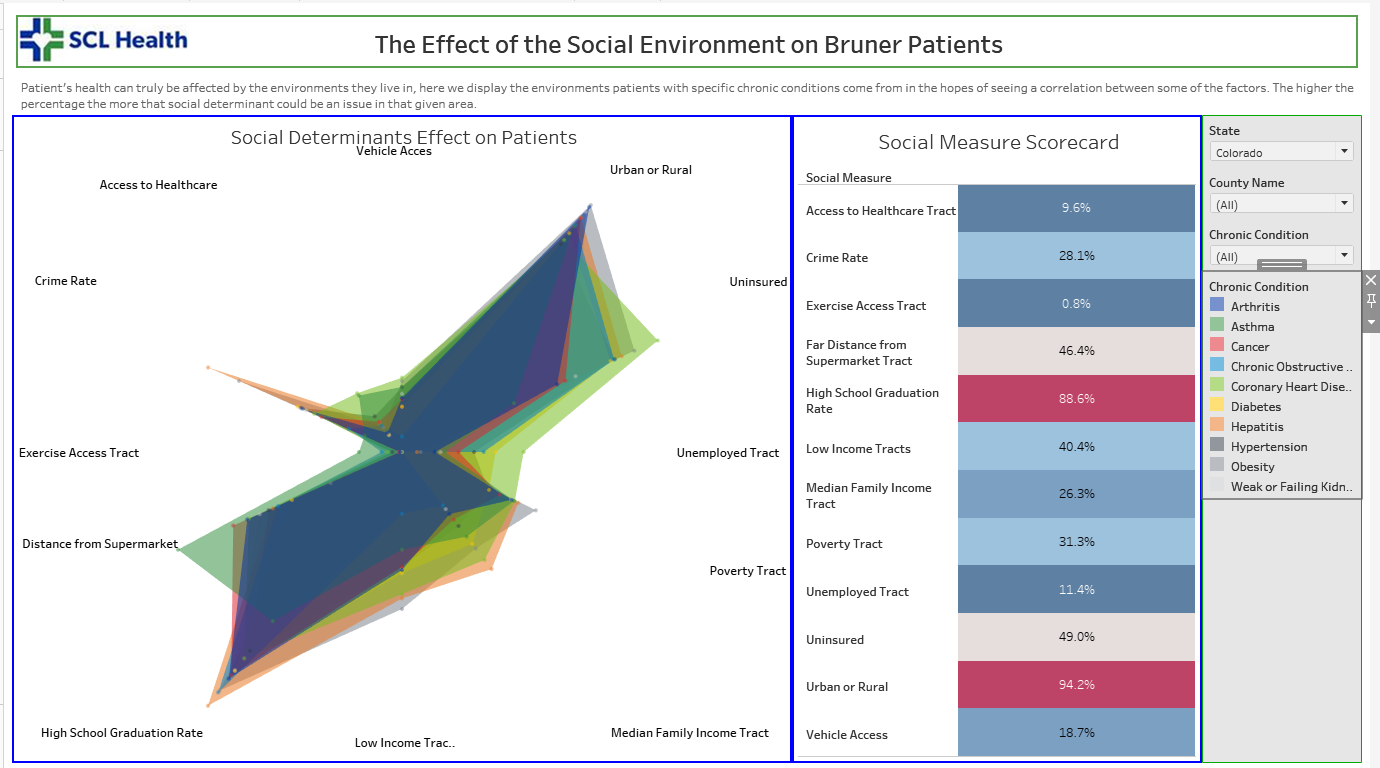 SCL Health
The Effect of the Social Environment on Bruner Patients
Patient's health can truly be affected by the environments they live in, here we display the environments patients with specific chronic conditions come from in the hopes of seeing a correlation between some of the factors. The higher the
percentage the more that social determinant could be an issue in that given area.
Social Determinants Effect on Patients
Vehicle Acces
Urban or Rural
Access to Healthcare
Crime Rate
Uninsured
Exercise Access Tract
Unemployed Tract
Distance from Supermarket
Poverty Tract
High School Graduation Rate
Low Income Trac..
Median Family Income Tract
Social Measure Scorecard
Social Measure
Access to Healthcare Tract 9.6%
Crime Rate 28.1%
Exercise Access Tract 0.8%
Far Distance from
Supermarket Tract 46.4%
High School Graduation
Rate 88.6%
Low Income Tracts 40.4%
Median Family Income
Tract 26.3%
Poverty Tract 31.3%
Unemployed Tract 11.4%
Uninsured 49.0%
Urban or Rural 94.2%
Vehicle Access 18.7%
State
Colorado
County Name
(All)
Chronic Condition
(All)
Chronic Condition
Arthritis
Asthma
Cancer
Chronic Obstructive ..
Coronary Heart Dise..
Diabetes
Hepatitis
Hypertension
Obesity
Weak or Failing Kidn..